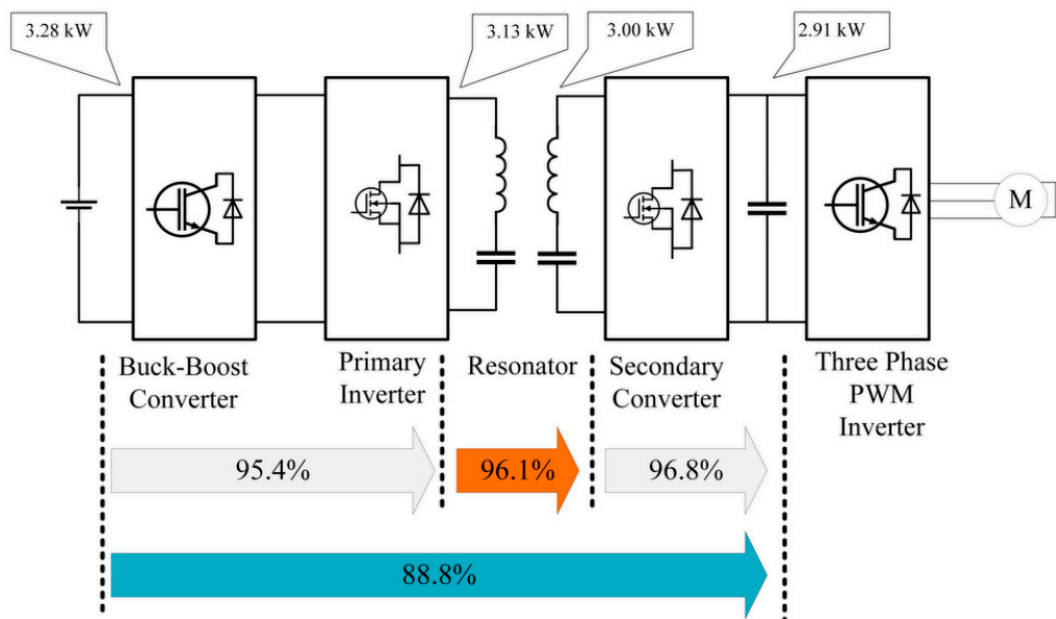 3.28 kW
3.13 kW
3.00 kW
2.91 kW
M
Buck-Boost
Converter
Primary
Inverter
Resonator
Secondary
Converter
Three Phase
PWM
Inverter
95.4%
96.1%
96.8%
88.8%